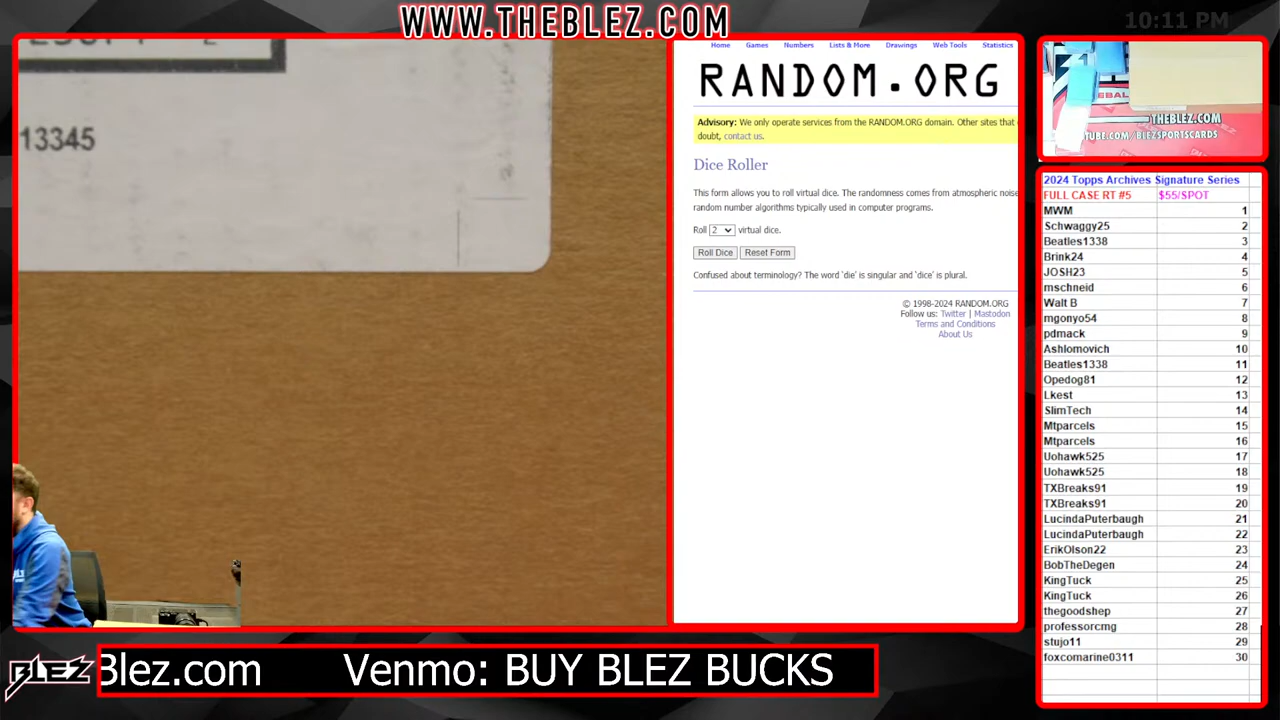 WWW.THEBLEZ.COM
10:11 PM
13345
Home Games Numbers Lists & More Drawings Web Tools Statistics
RANDOM.ORG
Advisory: We only operate services from the RANDOM.ORG domain. Other sites that
doubt, contact us.
Dice Roller
This form allows you to roll virtual dice. The randomness comes from atmospheric noise
random number algorithms typically used in computer programs.
Roll 2 virtual dice.
Roll Dice Reset Form
Confused about terminology? The word 'die' is singular and 'dice' is plural.
© 1998-2024 RANDOM.ORG
Follow us: Twitter | Mastodon
Terms and Conditions
About Us
THEBLEZ.COM
TUBE.COM/BLEZSPORTSCARDS
2024 Topps Archives Signature Series
FULL CASE RT #5 $55/SPOT
MWM 1
Schwaggy25 2
Beatles1338 3
Brink24 4
JOSH23 5
mschneid 6
Walt B 7
mgonyo54 8
pdmack 9
Ashlomovich 10
Beatles1338 11
Opedog81 12
Lkest 13
SlimTech 14
Mtparcels 15
Mtparcels 16
Uohawk525 17
Uohawk525 18
TXBreaks91 19
TXBreaks91 20
LucindaPuterbaugh 21
LucindaPuterbaugh 22
ErikOlson22 23
BobTheDegen 24
KingTuck 25
KingTuck 26
thegoodshep 27
professorcmg 28
stujo11 29
foxcomarine0311 30
BLEZ
Blez.com Venmo: BUY BLEZ BUCKS